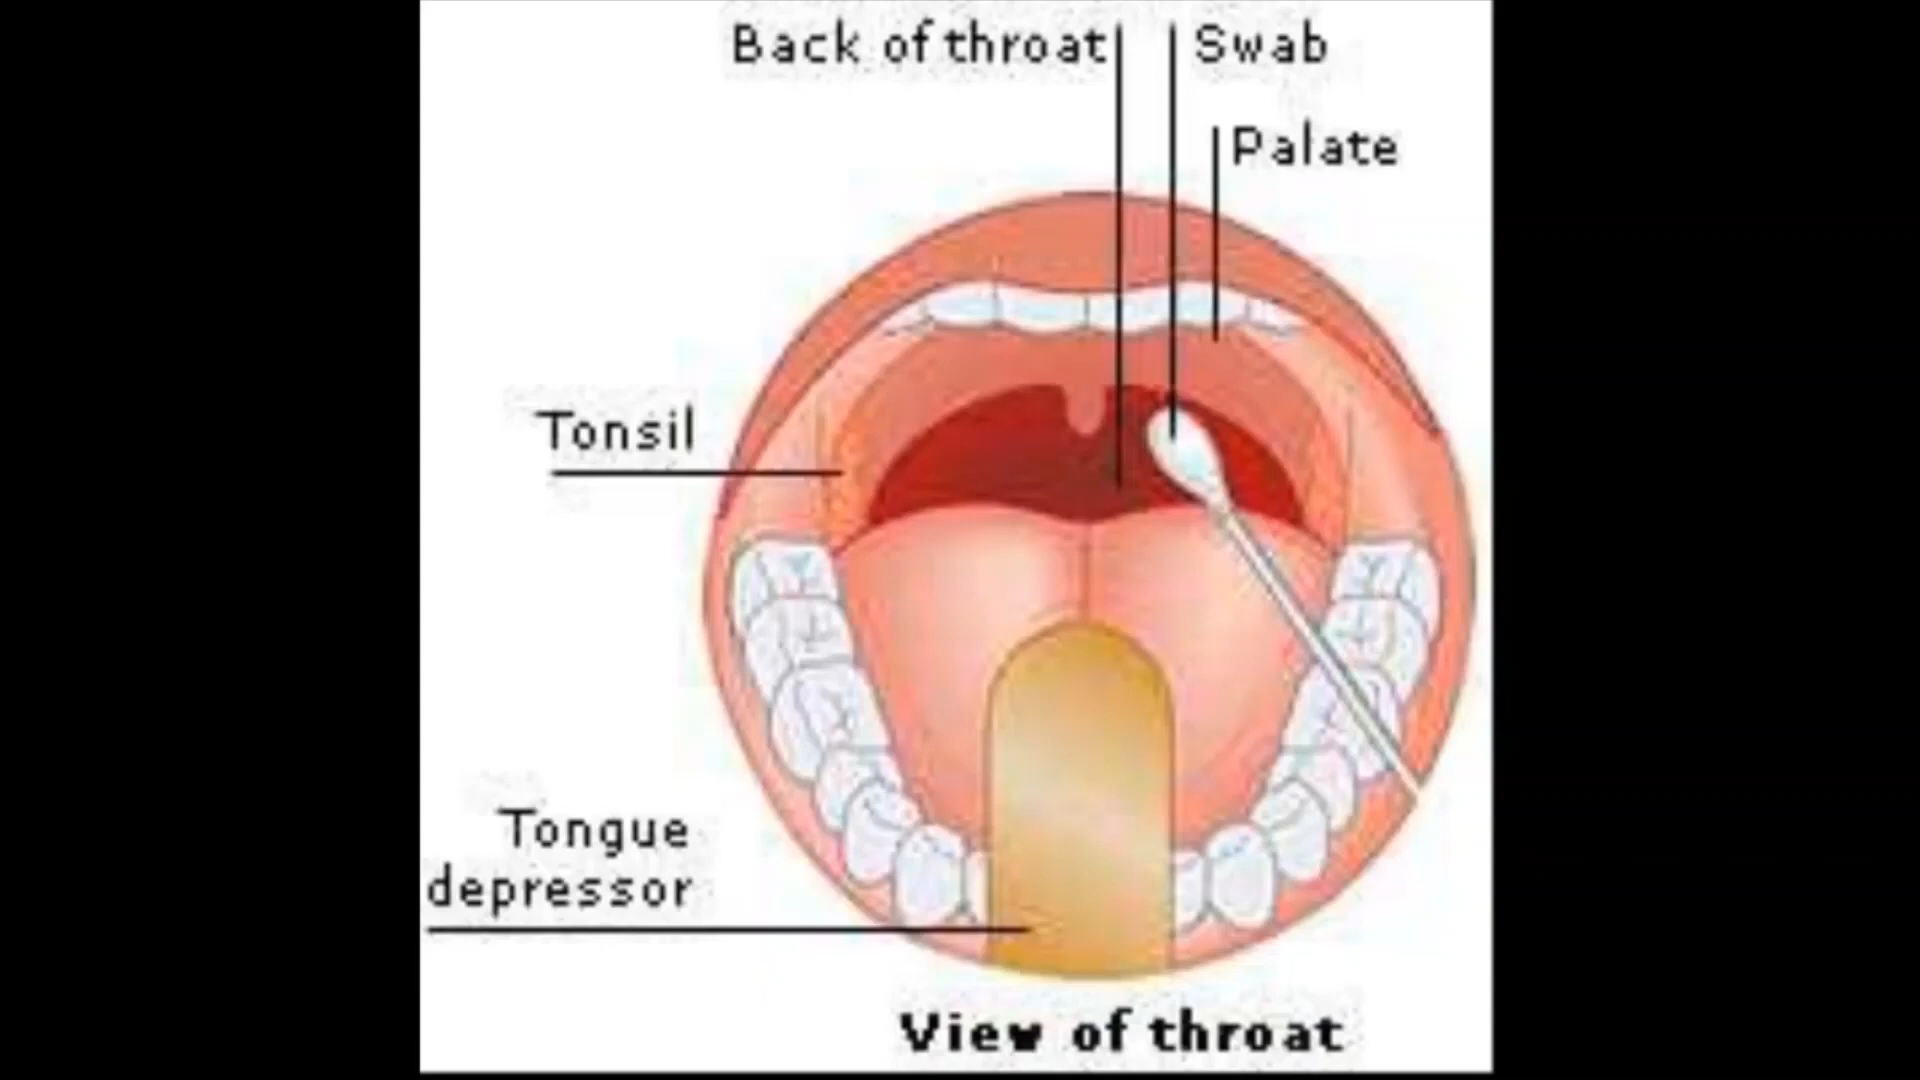 Back of throat
Swab
Palate
Tonsil
Tongue
depressor
View of throat